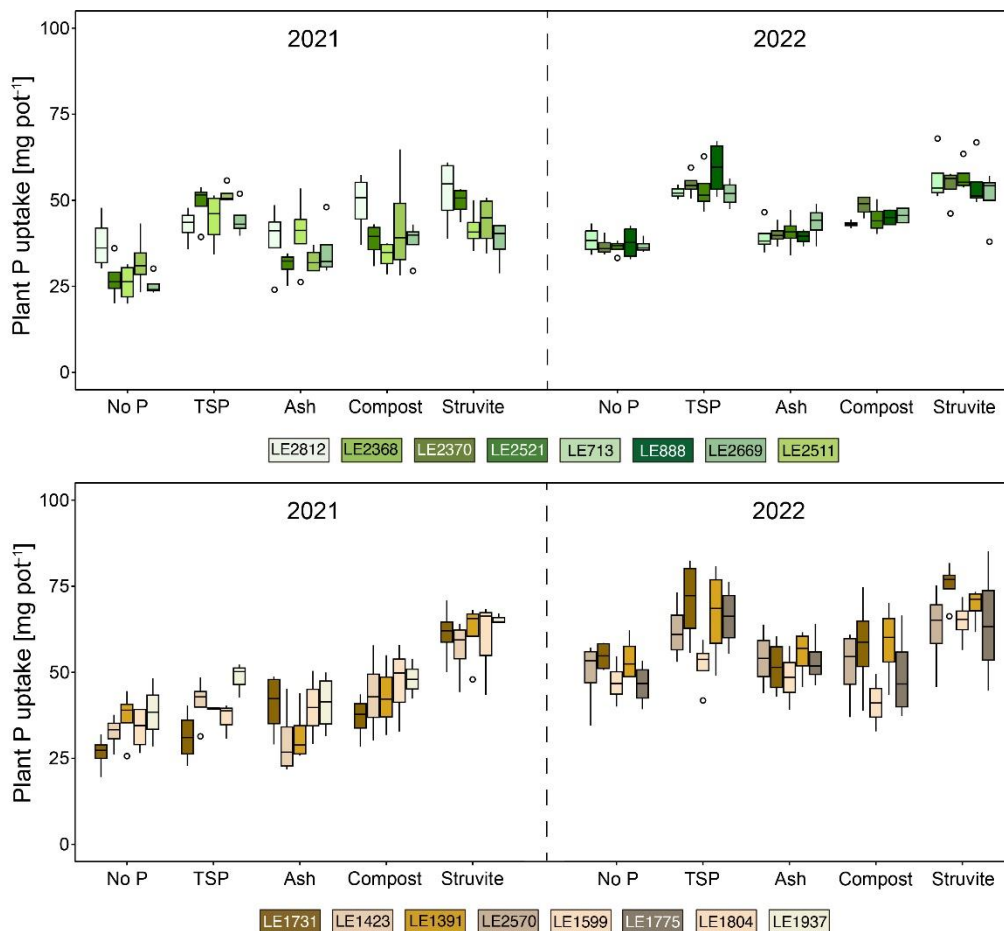 2021 2022
Plant P uptake [mg pot⁻¹]
100
75
50
25
0
No P TSP Ash Compost Struvite No P TSP Ash Compost Struvite
LE2812 LE2368 LE2370 LE2521 LE713 LE888 LE2669 LE2511
2021 2022
Plant P uptake [mg pot⁻¹]
100
75
50
25
0
No P TSP Ash Compost Struvite No P TSP Ash Compost Struvite
LE1731 LE1423 LE1391 LE2570 LE1599 LE1775 LE1804 LE1937